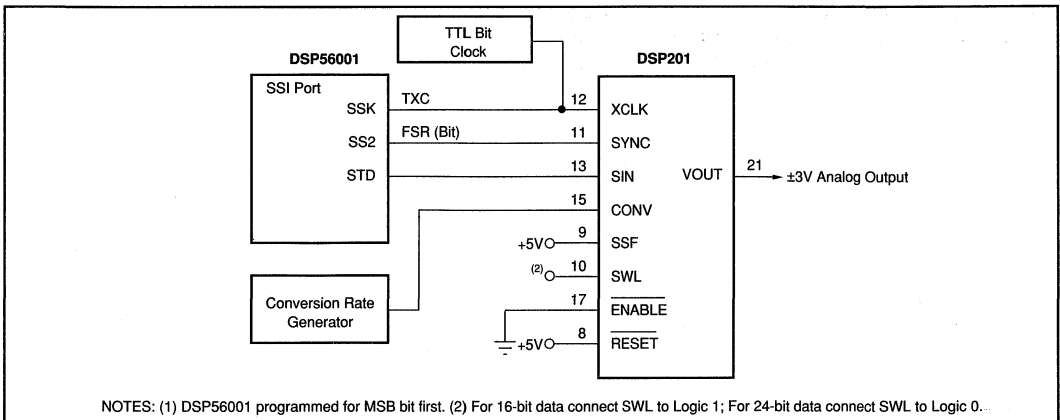 TTL Bit
Clock
DSP56001
DSP201
SSI Port
SSK
TXC
12
XCLK
SS2
FSR (Bit)
11
SYNC
STD
13
SIN
VOUT
21
±3V Analog Output
15
CONV
+5V
9
SSF
(2)
10
SWL
Conversion Rate
Generator
17
ENABLE
+5V
8
RESET
NOTES: (1) DSP56001 programmed for MSB bit first. (2) For 16-bit data connect SWL to Logic 1; For 24-bit data connect SWL to Logic 0.